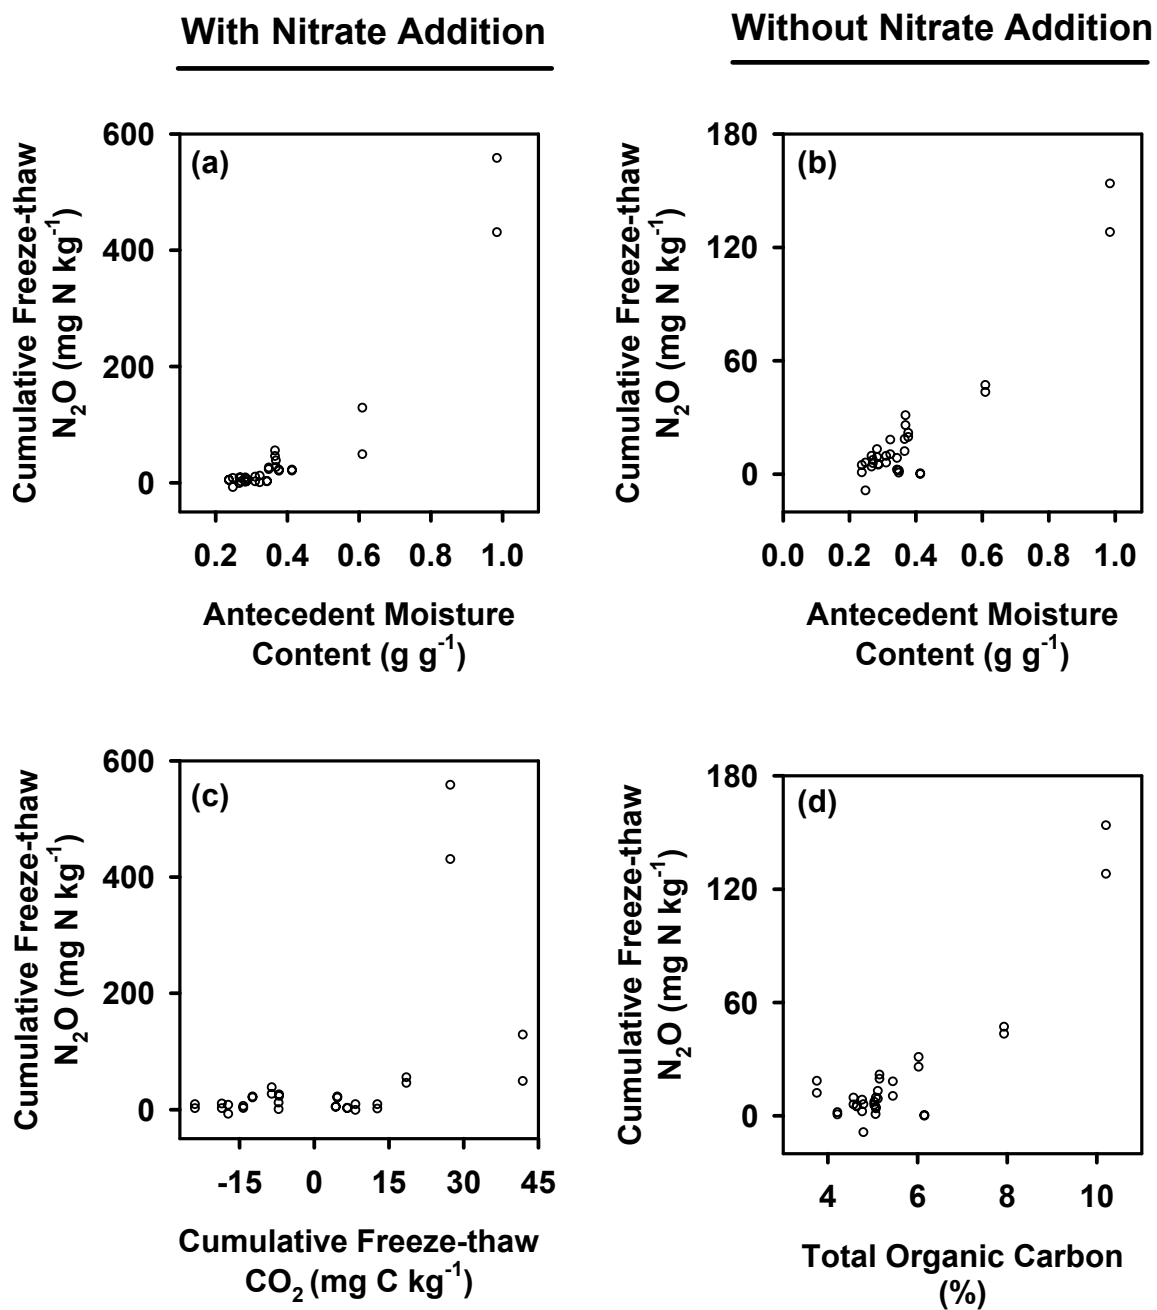 With Nitrate Addition
Without Nitrate Addition
(a)
Cumulative Freeze-thaw
N₂O (mg N kg⁻¹)
600
400
200
0
0.2 0.4 0.6 0.8 1.0
Antecedent Moisture
Content (g g⁻¹)
(b)
Cumulative Freeze-thaw
N₂O (mg N kg⁻¹)
180
120
60
0
0.0 0.2 0.4 0.6 0.8 1.0
Antecedent Moisture
Content (g g⁻¹)
(c)
Cumulative Freeze-thaw
N₂O (mg N kg⁻¹)
600
400
200
0
-15 0 15 30 45
Cumulative Freeze-thaw
CO₂ (mg C kg⁻¹)
(d)
Cumulative Freeze-thaw
N₂O (mg N kg⁻¹)
180
120
60
0
4 6 8 10
Total Organic Carbon
(%)